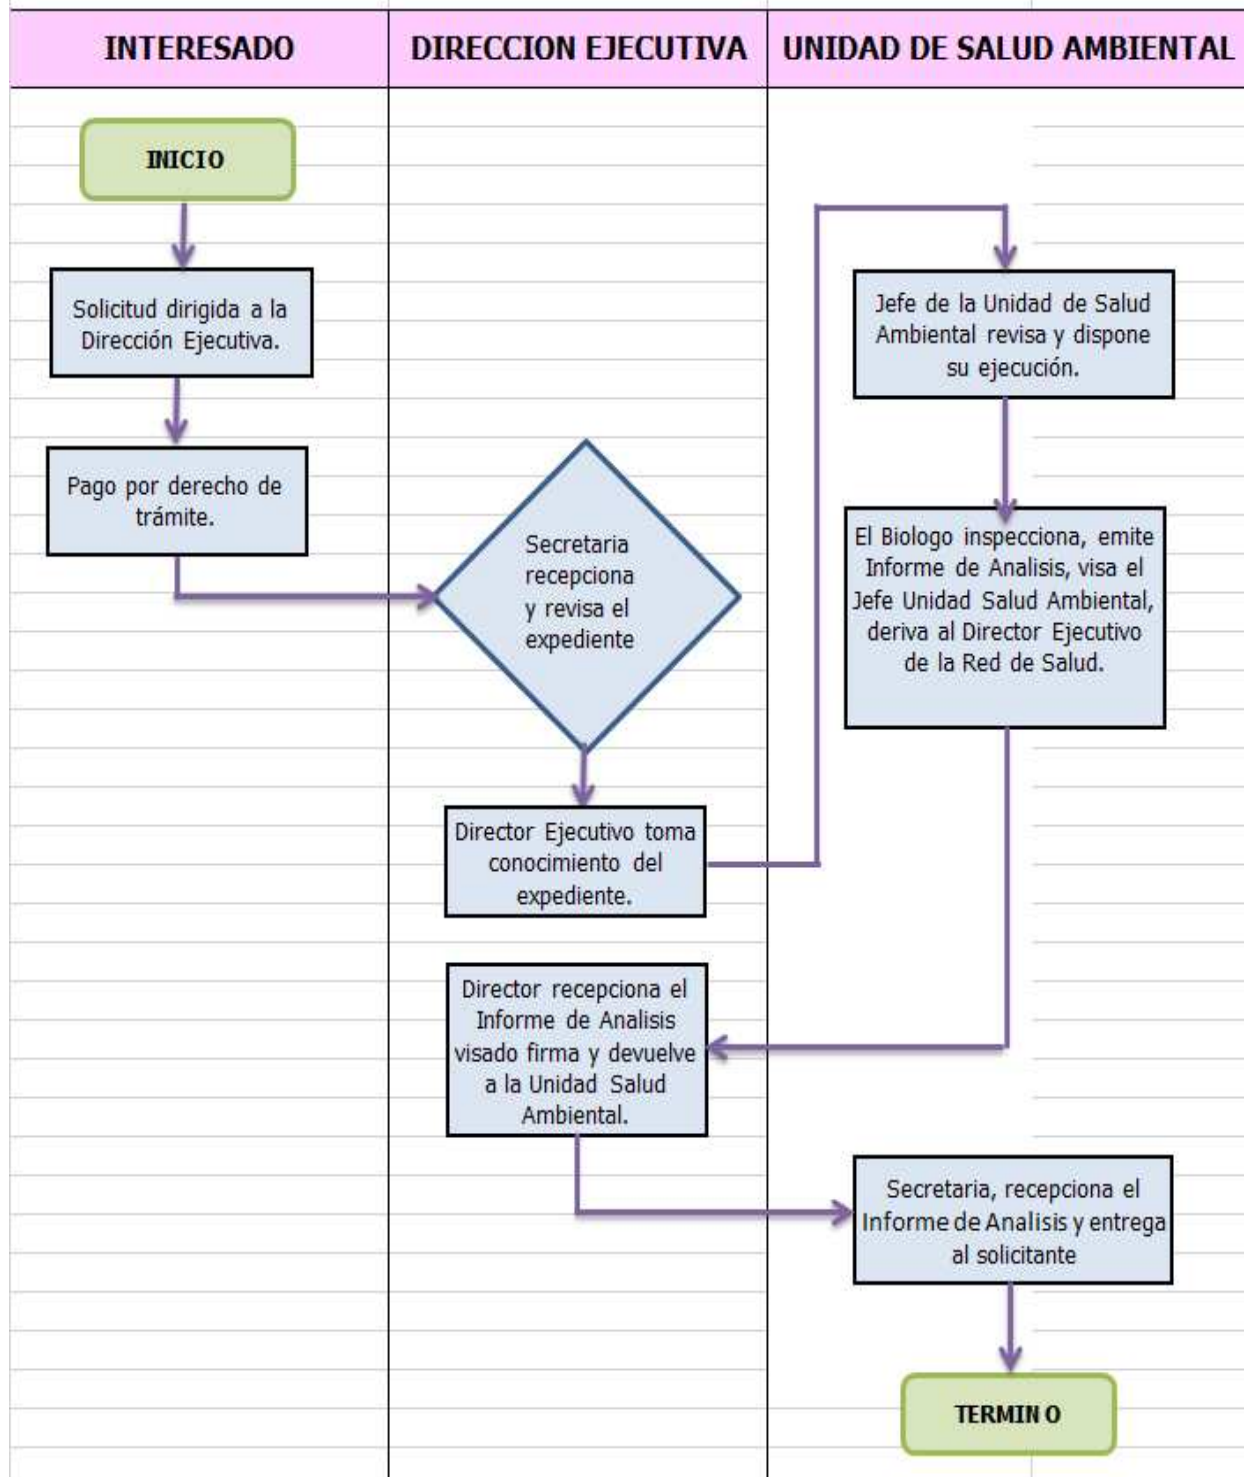 INTERESADO
DIRECCION EJECUTIVA
UNIDAD DE SALUD AMBIENTAL
INICIO
Solicitud dirigida a la
Dirección Ejecutiva.
Pago por derecho de
trámite.
Secretaria
recepciona
y revisa el
expediente
Director Ejecutivo toma
conocimiento del
expediente.
Jefe de la Unidad de Salud
Ambiental revisa y dispone
su ejecución.
El Biologo inspecciona, emite
Informe de Analisis, visa el
Jefe Unidad Salud Ambiental,
deriva al Director Ejecutivo
de la Red de Salud.
Director recepciona el
Informe de Analisis
visado firma y devuelve
a la Unidad Salud
Ambiental.
Secretaria, recepciona el
Informe de Analisis y entrega
al solicitante
TERMINO